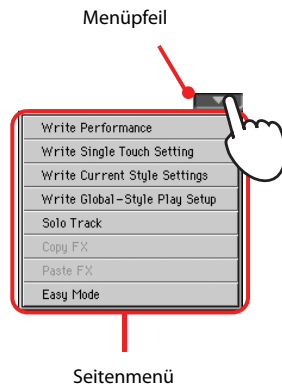 Menüpfeil
Write Performance
Write Single Touch Setting
Write Current Style Settings
Write Global-Style Play Setup
Solo Track
Copy FX
Paste FX
Easy Mode
Seitenmenü